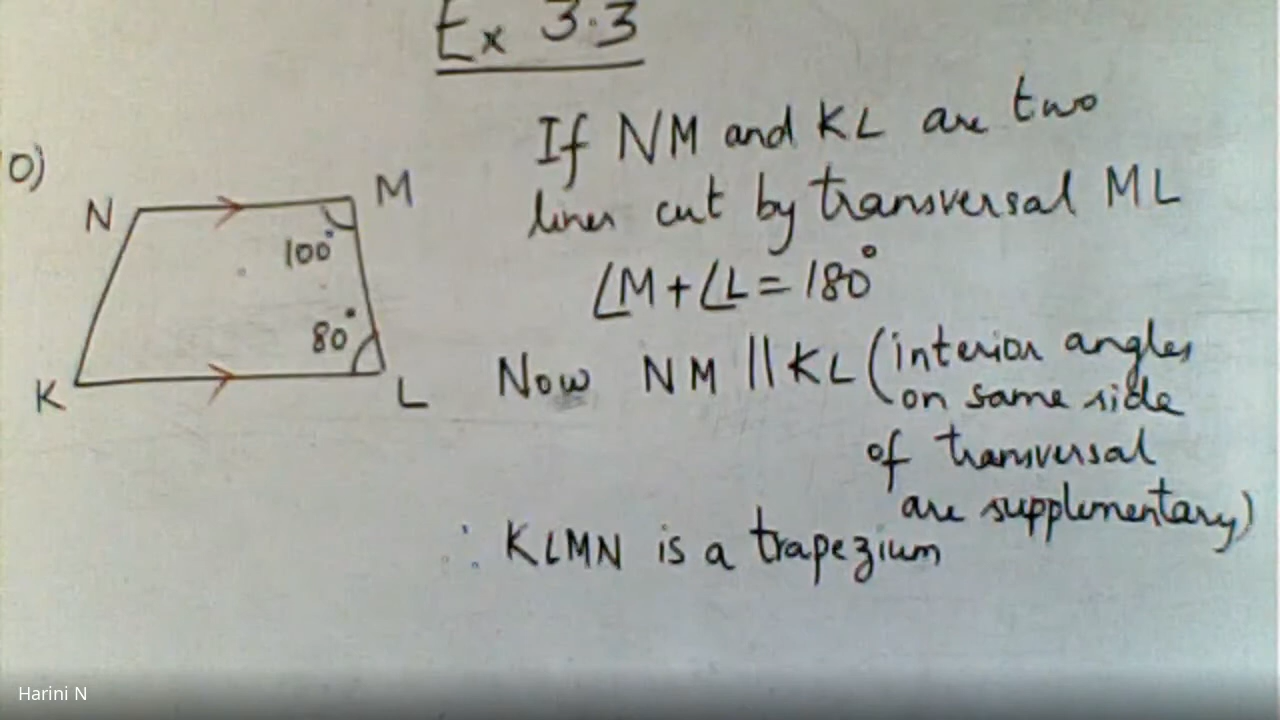 Ex 3.3
0)
N
M
100°
80°
K
L
If NM and KL are two
lines cut by transversal ML
∠M+∠L=180°
Now NM || KL (interior angles
on same side
of transversal
are supplementary)
∴ KLMN is a trapezium
Harini N